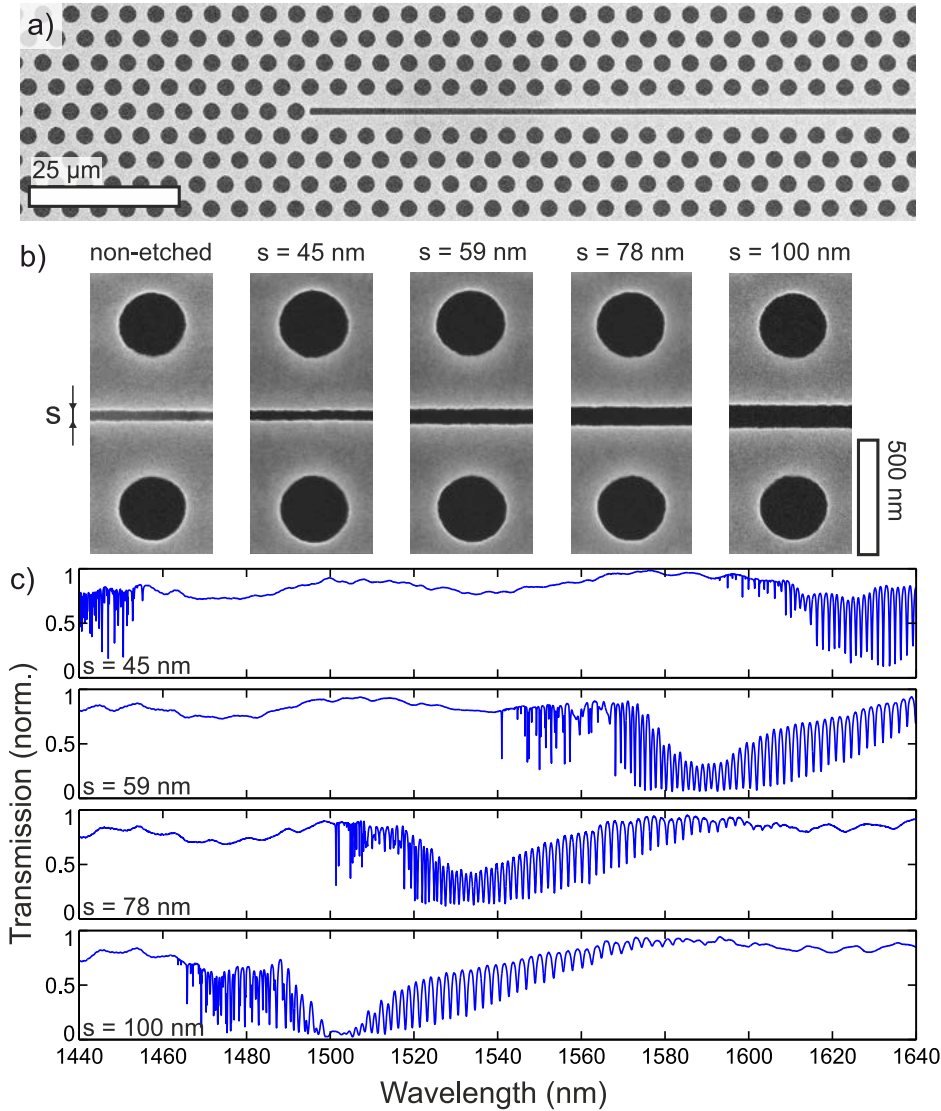 a)
25 μm
b)
non-etched
s = 45 nm
s = 59 nm
s = 78 nm
s = 100 nm
s
500 nm
c)
Transmission (norm.)
1
0.5
0
s = 45 nm
1
0.5
0
s = 59 nm
1
0.5
0
s = 78 nm
1
0.5
0
s = 100 nm
1440 1460 1480 1500 1520 1540 1560 1580 1600 1620 1640
Wavelength (nm)